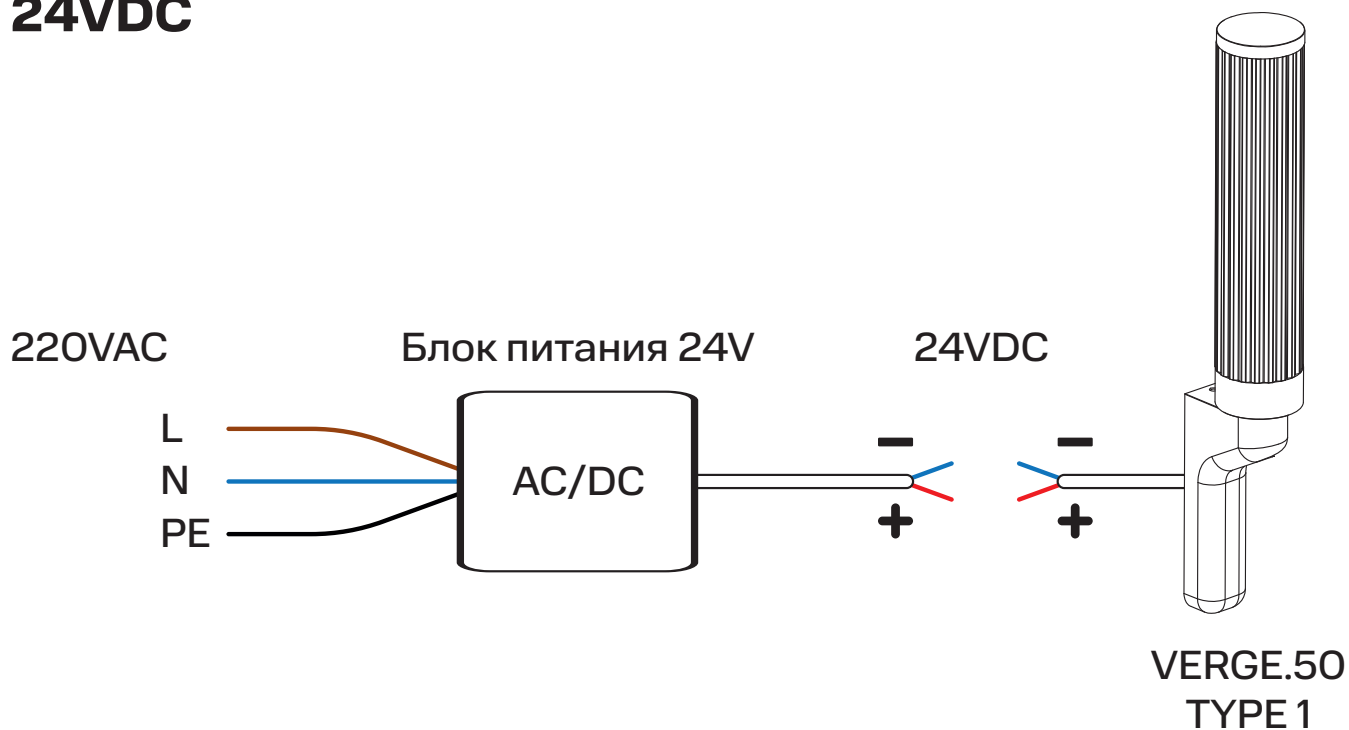 24VDC
220VAC
Блок питания 24V
24VDC
L
N
PE
AC/DC
−
+
−
+
VERGE.50
TYPE 1